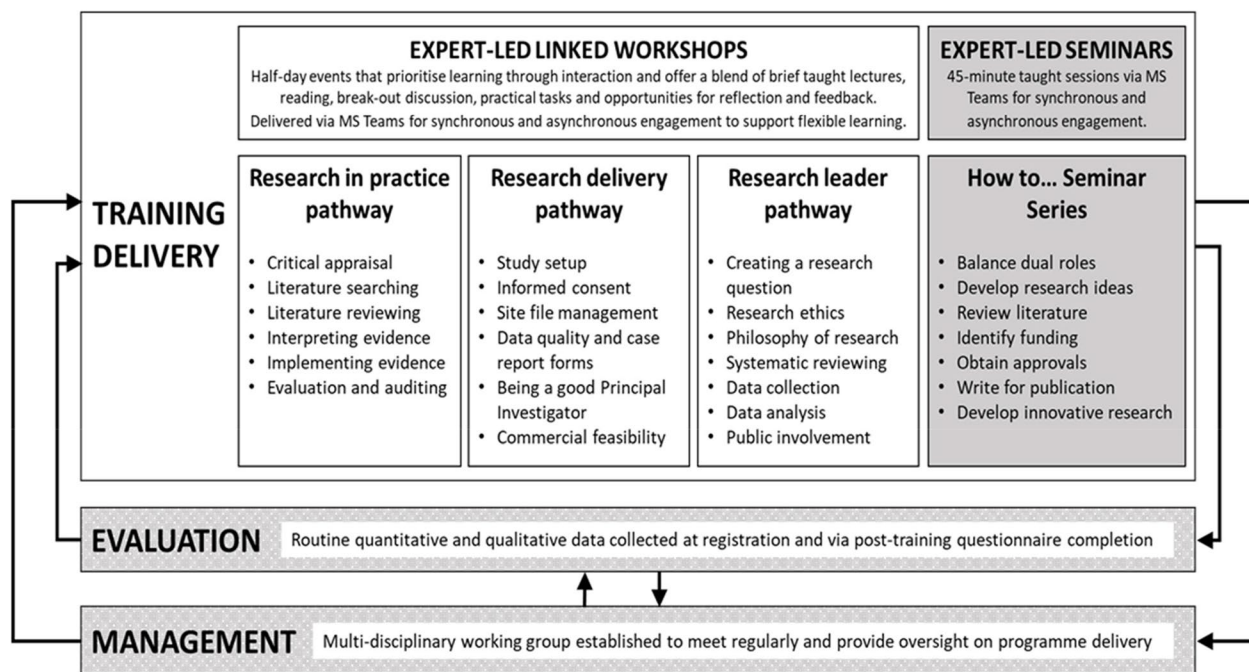 EXPERT-LED LINKED WORKSHOPS
Half-day events that prioritise learning through interaction and offer a blend of brief taught lectures,
reading, break-out discussion, practical tasks and opportunities for reflection and feedback.
Delivered via MS Teams for synchronous and asynchronous engagement to support flexible learning.
EXPERT-LED SEMINARS
45-minute taught sessions via MS
Teams for synchronous and
asynchronous engagement.
TRAINING
DELIVERY
Research in practice
pathway
• Critical appraisal
• Literature searching
• Literature reviewing
• Interpreting evidence
• Implementing evidence
• Evaluation and auditing
Research delivery
pathway
• Study setup
• Informed consent
• Site file management
• Data quality and case
report forms
• Being a good Principal
Investigator
• Commercial feasibility
Research leader
pathway
• Creating a research
question
• Research ethics
• Philosophy of research
• Systematic reviewing
• Data collection
• Data analysis
• Public involvement
How to... Seminar
Series
• Balance dual roles
• Develop research ideas
• Review literature
• Identify funding
• Obtain approvals
• Write for publication
• Develop innovative research
EVALUATION
Routine quantitative and qualitative data collected at registration and via post-training questionnaire completion
MANAGEMENT
Multi-disciplinary working group established to meet regularly and provide oversight on programme delivery